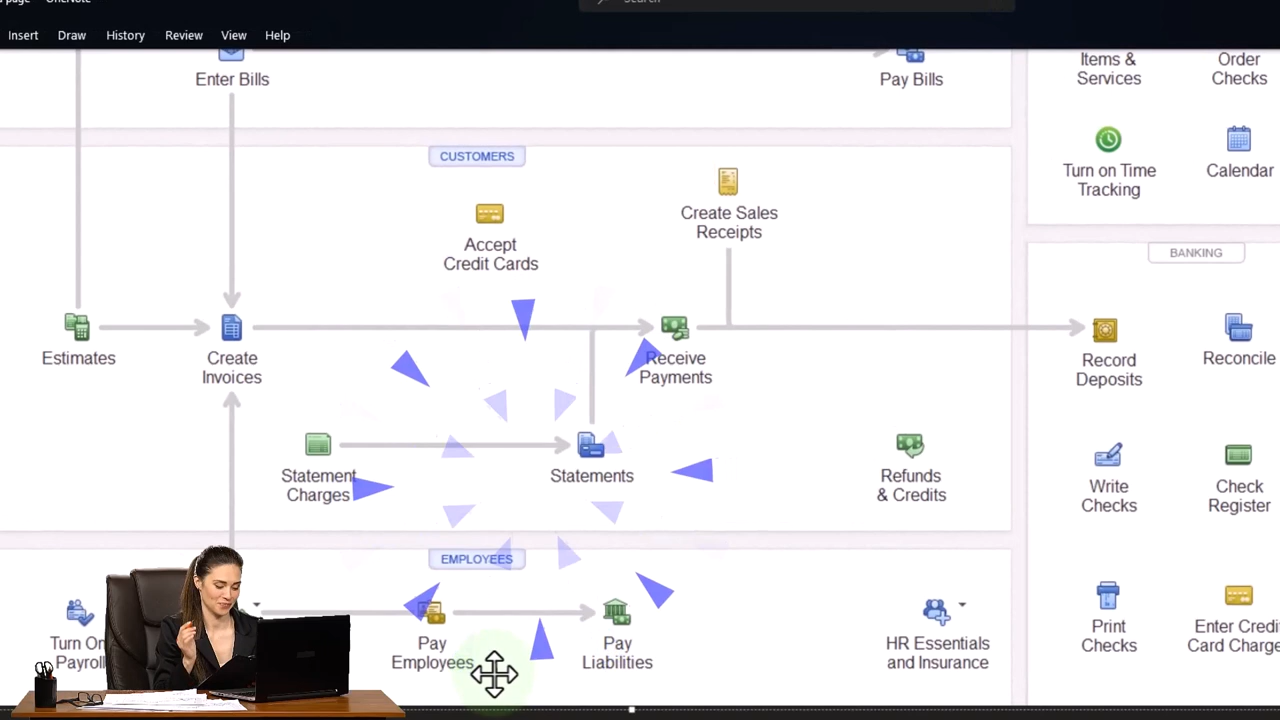 page OneNote
Search
Insert Draw History Review View Help
Enter Bills
Pay Bills
Items &
Services
Order
Checks
CUSTOMERS
Turn on Time
Tracking
Calendar
Create Sales
Receipts
Accept
Credit Cards
BANKING
Estimates
Create
Invoices
Receive
Payments
Record
Deposits
Reconcile
Statement
Charges
Statements
Refunds
& Credits
Write
Checks
Check
Register
EMPLOYEES
Turn On
Payroll
Pay
Employees
Pay
Liabilities
HR Essentials
and Insurance
Print
Checks
Enter Credi
Card Charge